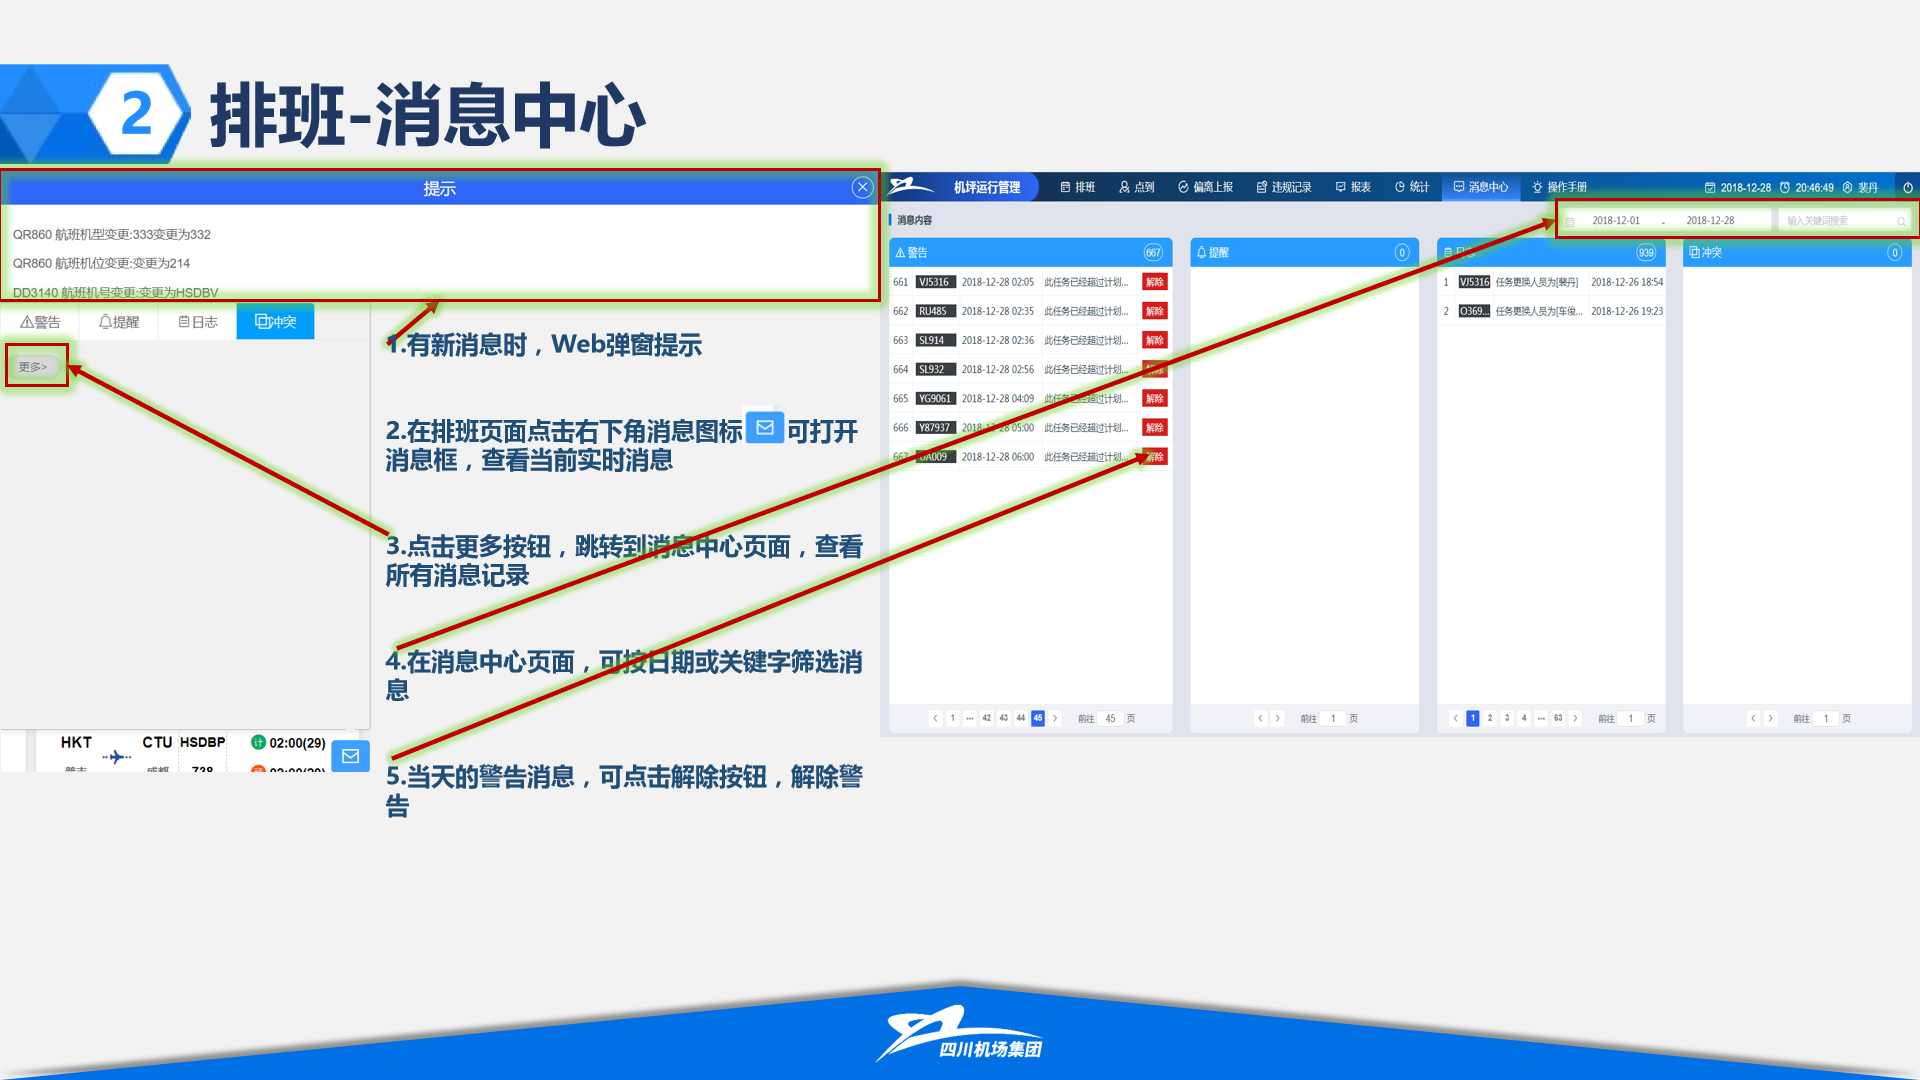 2
排班-消息中心
提示
QR860 航班机型变更:333变更为332
QR860 航班机位变更:变更为214
DD3140 航班机号变更:变更为HSDBV
警告
提醒
日志
冲突
更多>
1.有新消息时，Web弹窗提示
2.在排班页面点击右下角消息图标
可打开
消息框，查看当前实时消息
3.点击更多按钮，跳转到消息中心页面，查看
所有消息记录
4.在消息中心页面，可按日期或关键字筛选消
息
5.当天的警告消息，可点击解除按钮，解除警
告
HKT
CTU
HSDBP
计 02:00(29)
机坪运行管理
排班
点到
偏离上报
违规记录
报表
统计
消息中心
操作手册
2018-12-28
20:46:49
裴丹
消息内容
2018-12-01 - 2018-12-28
输入关键词搜索
警告 667
661 VJ5316 2018-12-28 02:05 此任务已经超过计划... 解除
662 RU485 2018-12-28 02:35 此任务已经超过计划... 解除
663 SL914 2018-12-28 02:36 此任务已经超过计划... 解除
664 SL932 2018-12-28 02:56 此任务已经超过计划... 解除
665 YG9061 2018-12-28 04:09 此任务已经超过计划... 解除
666 Y87937 2018-12-28 05:00 此任务已经超过计划... 解除
667 UA009 2018-12-28 06:00 此任务已经超过计划... 解除
< 1 ... 42 43 44 45 > 前往 45 页
提醒 0
< > 前往 1 页
日志 939
1 VJ5316 任务更换人员为[裴丹] 2018-12-26 18:54
2 O369... 任务更换人员为[车俊... 2018-12-26 19:23
< 1 2 3 4 ... 63 > 前往 1 页
冲突 0
< > 前往 1 页
四川机场集团